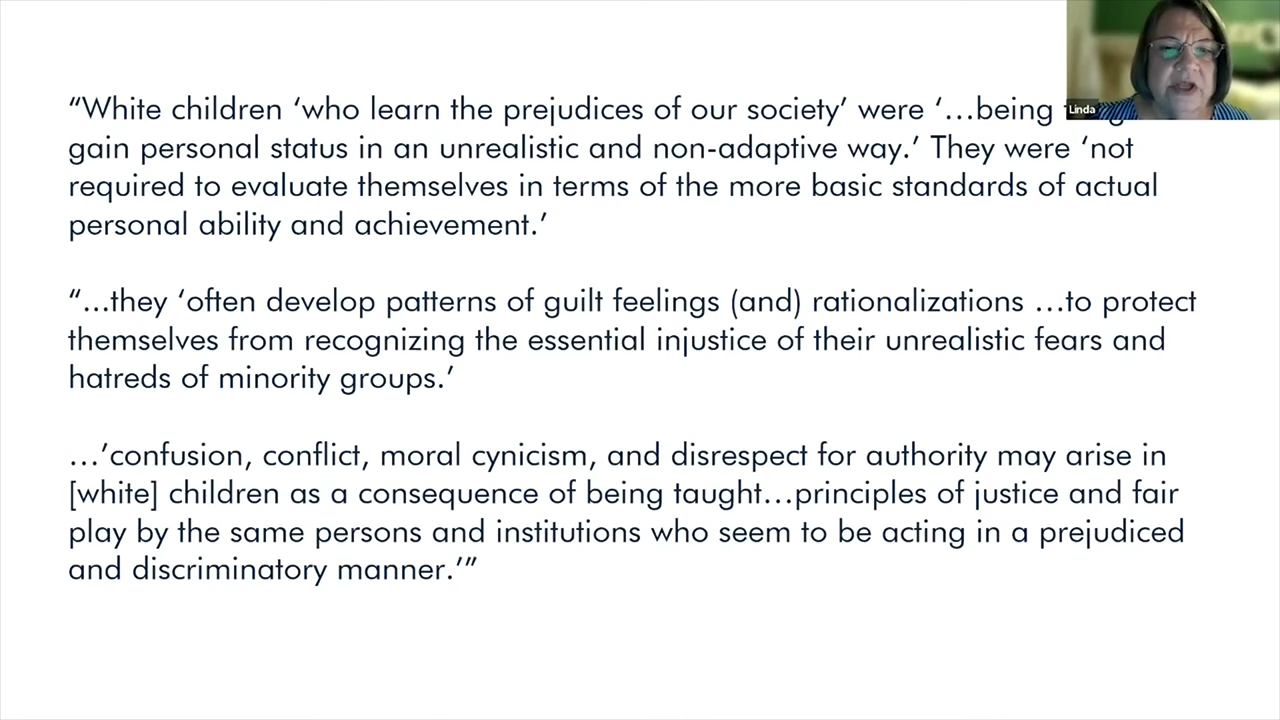 “White children ‘who learn the prejudices of our society’ were ‘…being
gain personal status in an unrealistic and non-adaptive way.’ They were ‘not
required to evaluate themselves in terms of the more basic standards of actual
personal ability and achievement.’
“…they ‘often develop patterns of guilt feelings (and) rationalizations …to protect
themselves from recognizing the essential injustice of their unrealistic fears and
hatreds of minority groups.’
…’confusion, conflict, moral cynicism, and disrespect for authority may arise in
[white] children as a consequence of being taught…principles of justice and fair
play by the same persons and institutions who seem to be acting in a prejudiced
and discriminatory manner.’”
Linda